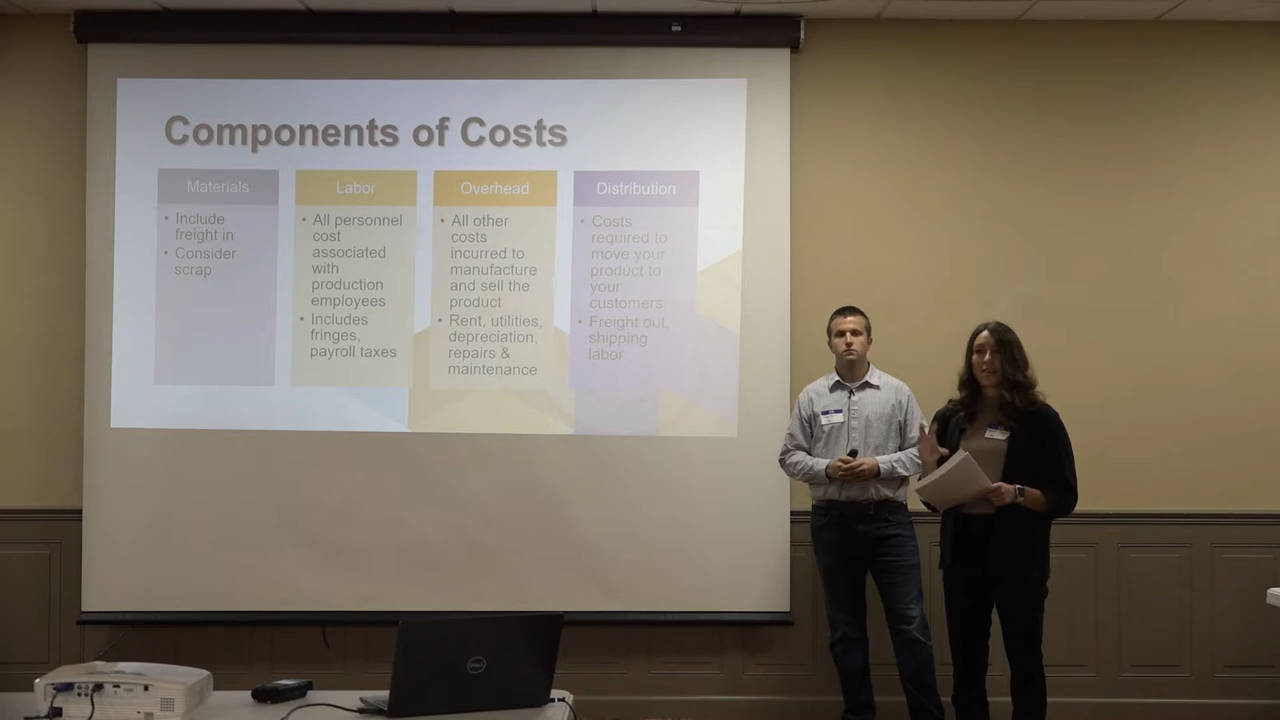 Components of Costs
Materials
• Include
freight in
• Consider
scrap
Labor
• All personnel
cost
associated
with
production
employees
• Includes
fringes,
payroll taxes
Overhead
• All other
costs
incurred to
manufacture
and sell the
product
• Rent, utilities,
depreciation,
repairs &
maintenance
Distribution
• Costs
required to
move your
product to
your
customers
• Freight out,
shipping
labor
DELL